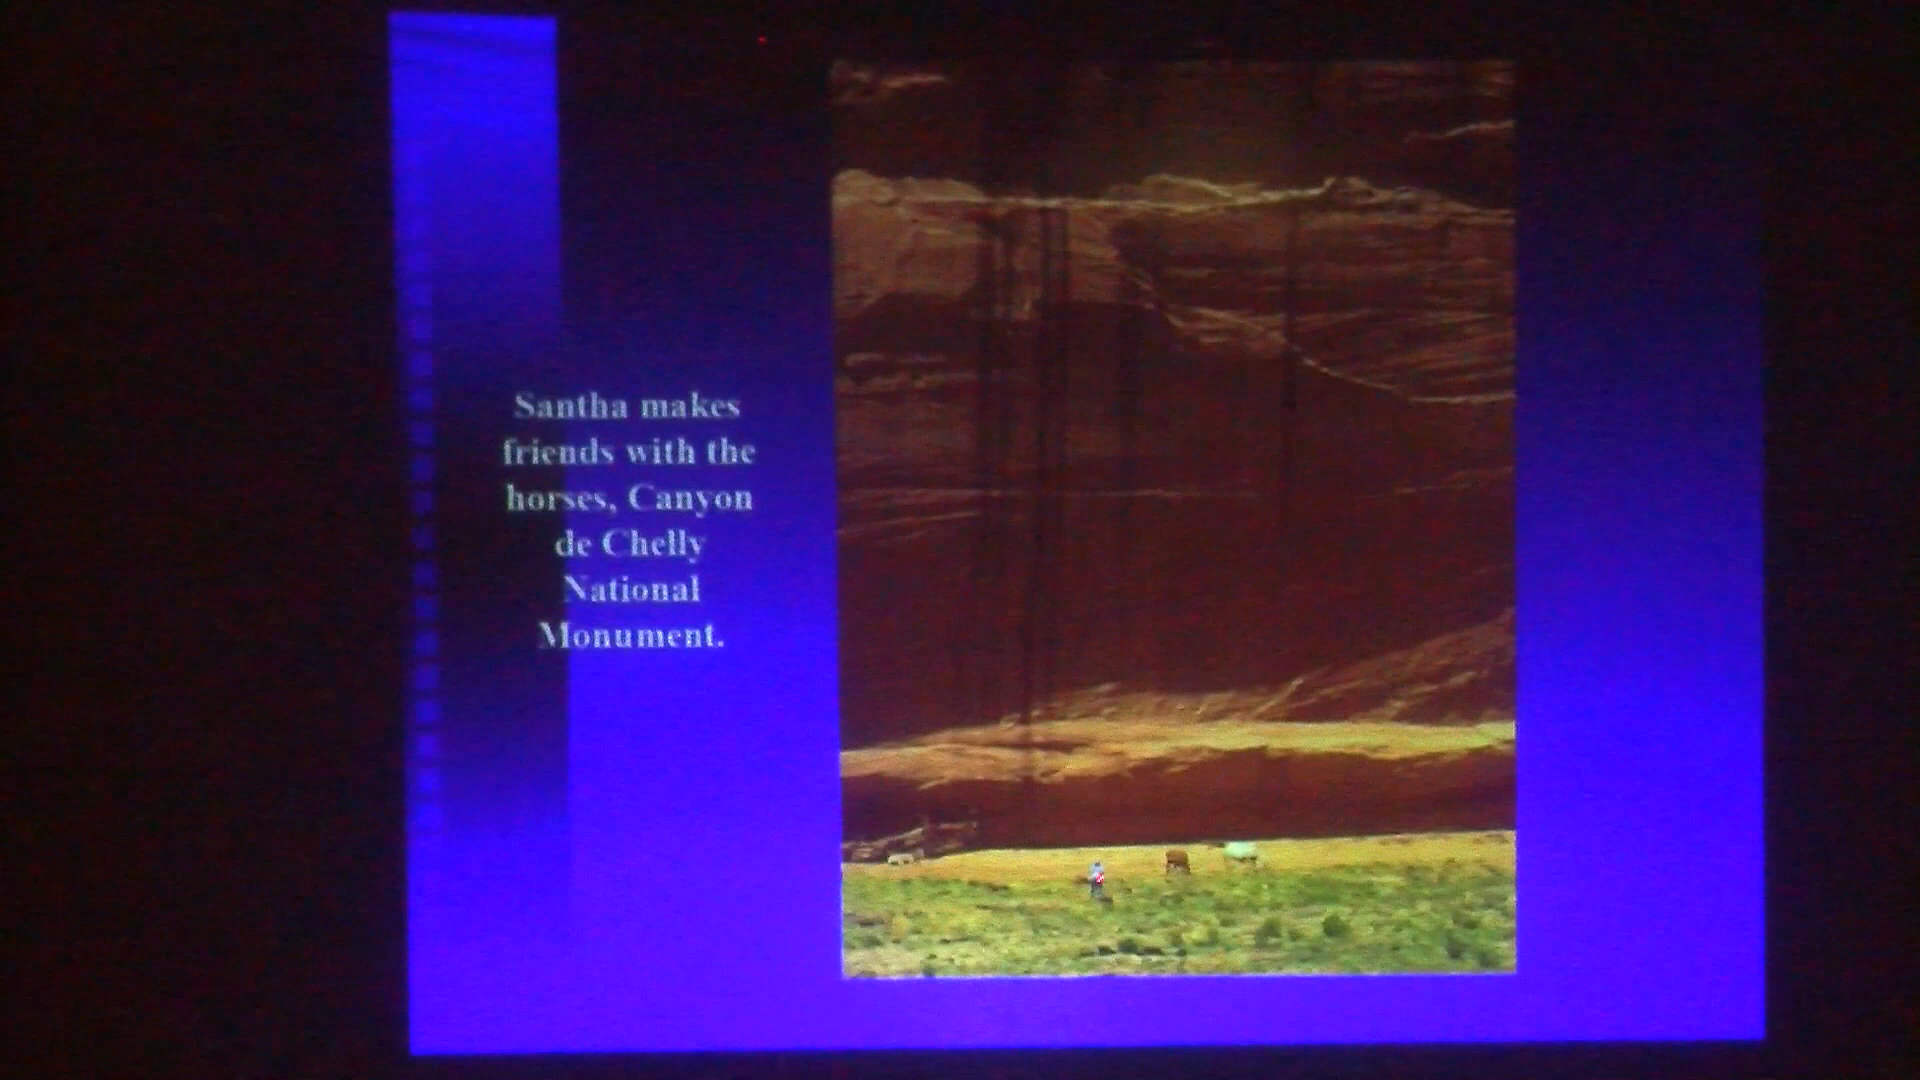 Santha makes
friends with the
horses, Canyon
de Chelly
National
Monument.